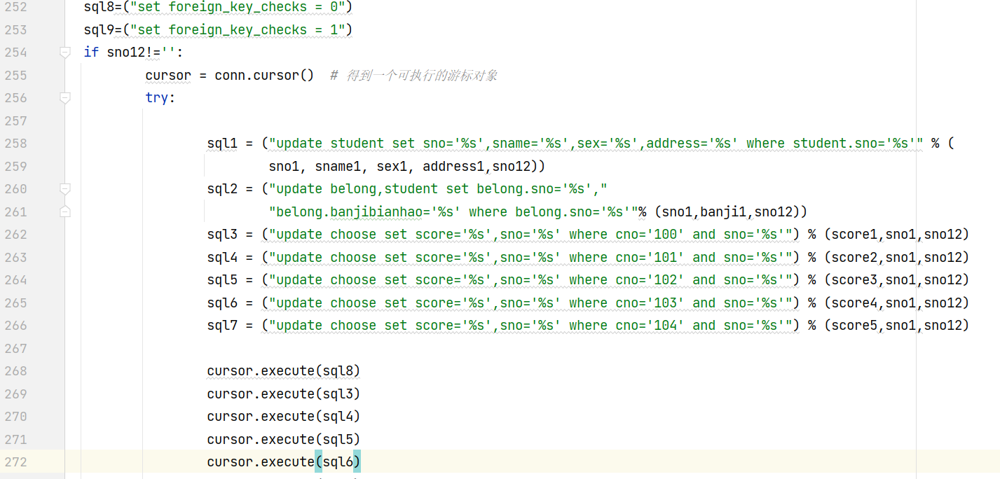 252 sql8=("set foreign_key_checks = 0")
253 sql9=("set foreign_key_checks = 1")
254 if sno12!='':
255 cursor = conn.cursor()  # 得到一个可执行的游标对象
256 try:
257
258 sql1 = ("update student set sno='%s',sname='%s',sex='%s',address='%s' where student.sno='%s'" % (
259 sno1, sname1, sex1, address1,sno12))
260 sql2 = ("update belong,student set belong.sno='%s',"
261 "belong.banjibianhao='%s' where belong.sno='%s'"% (sno1,banji1,sno12))
262 sql3 = ("update choose set score='%s',sno='%s' where cno='100' and sno='%s'") % (score1,sno1,sno12)
263 sql4 = ("update choose set score='%s',sno='%s' where cno='101' and sno='%s'") % (score2,sno1,sno12)
264 sql5 = ("update choose set score='%s',sno='%s' where cno='102' and sno='%s'") % (score3,sno1,sno12)
265 sql6 = ("update choose set score='%s',sno='%s' where cno='103' and sno='%s'") % (score4,sno1,sno12)
266 sql7 = ("update choose set score='%s',sno='%s' where cno='104' and sno='%s'") % (score5,sno1,sno12)
267
268 cursor.execute(sql8)
269 cursor.execute(sql3)
270 cursor.execute(sql4)
271 cursor.execute(sql5)
272 cursor.execute(sql6)